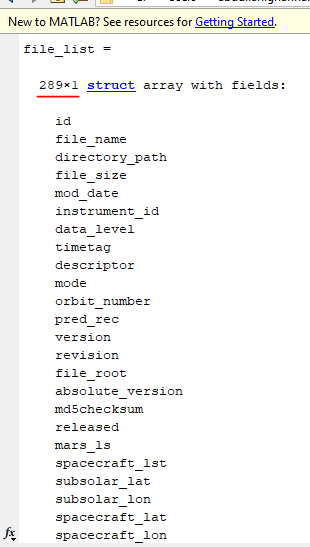 New to MATLAB? See resources for Getting Started.
file_list =
289×1 struct array with fields:
id
file_name
directory_path
file_size
mod_date
instrument_id
data_level
timetag
descriptor
mode
orbit_number
pred_rec
version
revision
file_root
absolute_version
md5checksum
released
mars_ls
spacecraft_lst
subsolar_lat
subsolar_lon
spacecraft_lat
fx spacecraft_lon